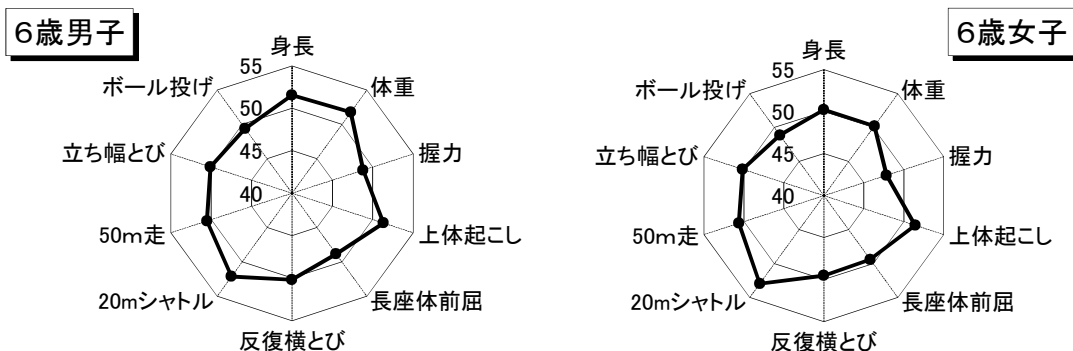 6歳男子
身長
体重
握力
上体起こし
長座体前屈
反復横とび
20mシャトル
50m走
立ち幅とび
ボール投げ
55
50
45
40
6歳女子
身長
体重
握力
上体起こし
長座体前屈
反復横とび
20mシャトル
50m走
立ち幅とび
ボール投げ
55
50
45
40